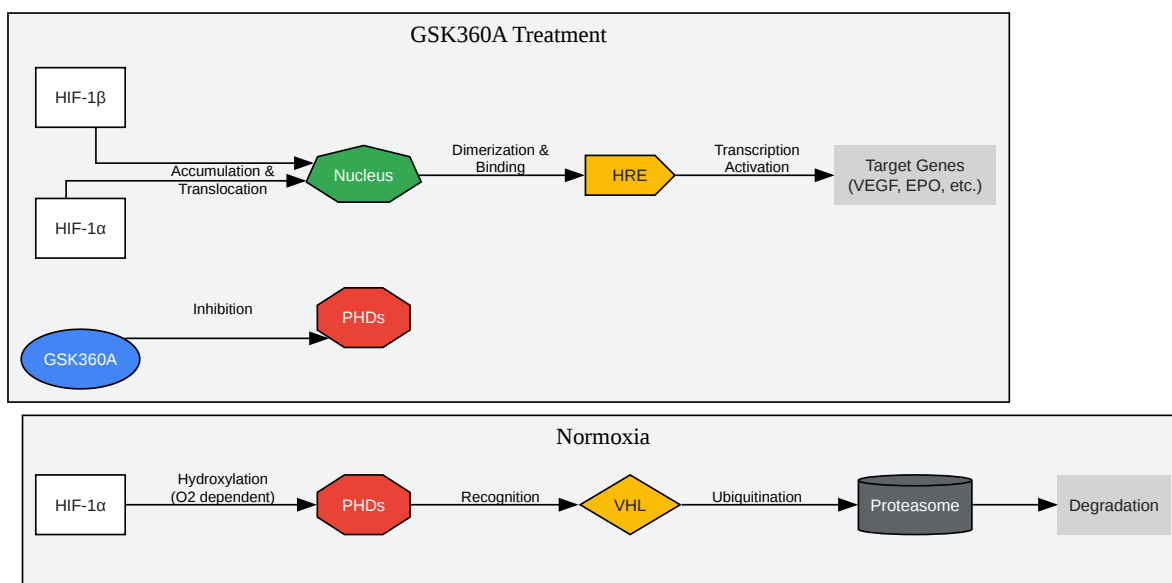 GSK360A Treatment
HIF-1β
Accumulation &
Translocation
HIF-1α
Nucleus
Dimerization &
Binding
HRE
Transcription
Activation
Target Genes
(VEGF, EPO, etc.)
GSK360A
Inhibition
PHDs
Normoxia
HIF-1α
Hydroxylation
(O2 dependent)
PHDs
Recognition
VHL
Ubiquitination
Proteasome
Degradation